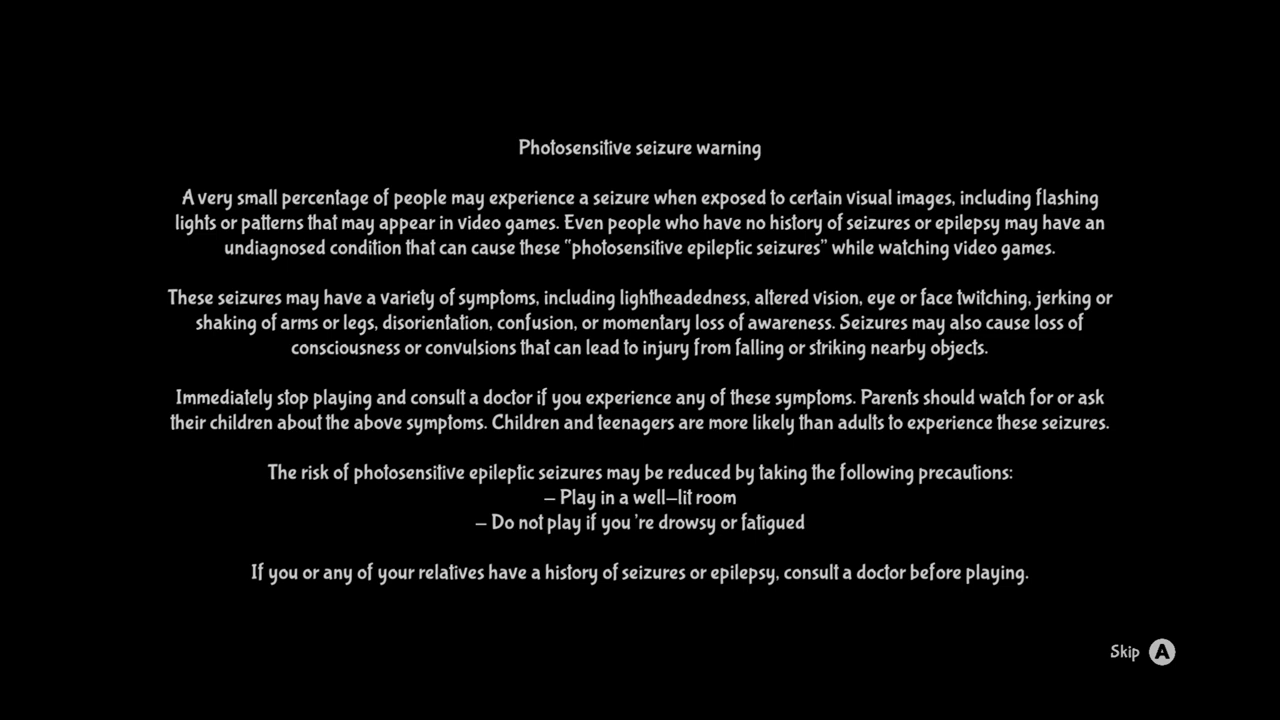 Photosensitive seizure warning
A very small percentage of people may experience a seizure when exposed to certain visual images, including flashing
lights or patterns that may appear in video games. Even people who have no history of seizures or epilepsy may have an
undiagnosed condition that can cause these "photosensitive epileptic seizures" while watching video games.
These seizures may have a variety of symptoms, including lightheadedness, altered vision, eye or face twitching, jerking or
shaking of arms or legs, disorientation, confusion, or momentary loss of awareness. Seizures may also cause loss of
consciousness or convulsions that can lead to injury from falling or striking nearby objects.
Immediately stop playing and consult a doctor if you experience any of these symptoms. Parents should watch for or ask
their children about the above symptoms. Children and teenagers are more likely than adults to experience these seizures.
The risk of photosensitive epileptic seizures may be reduced by taking the following precautions:
– Play in a well–lit room
– Do not play if you 're drowsy or fatigued
If you or any of your relatives have a history of seizures or epilepsy, consult a doctor before playing.
Skip A